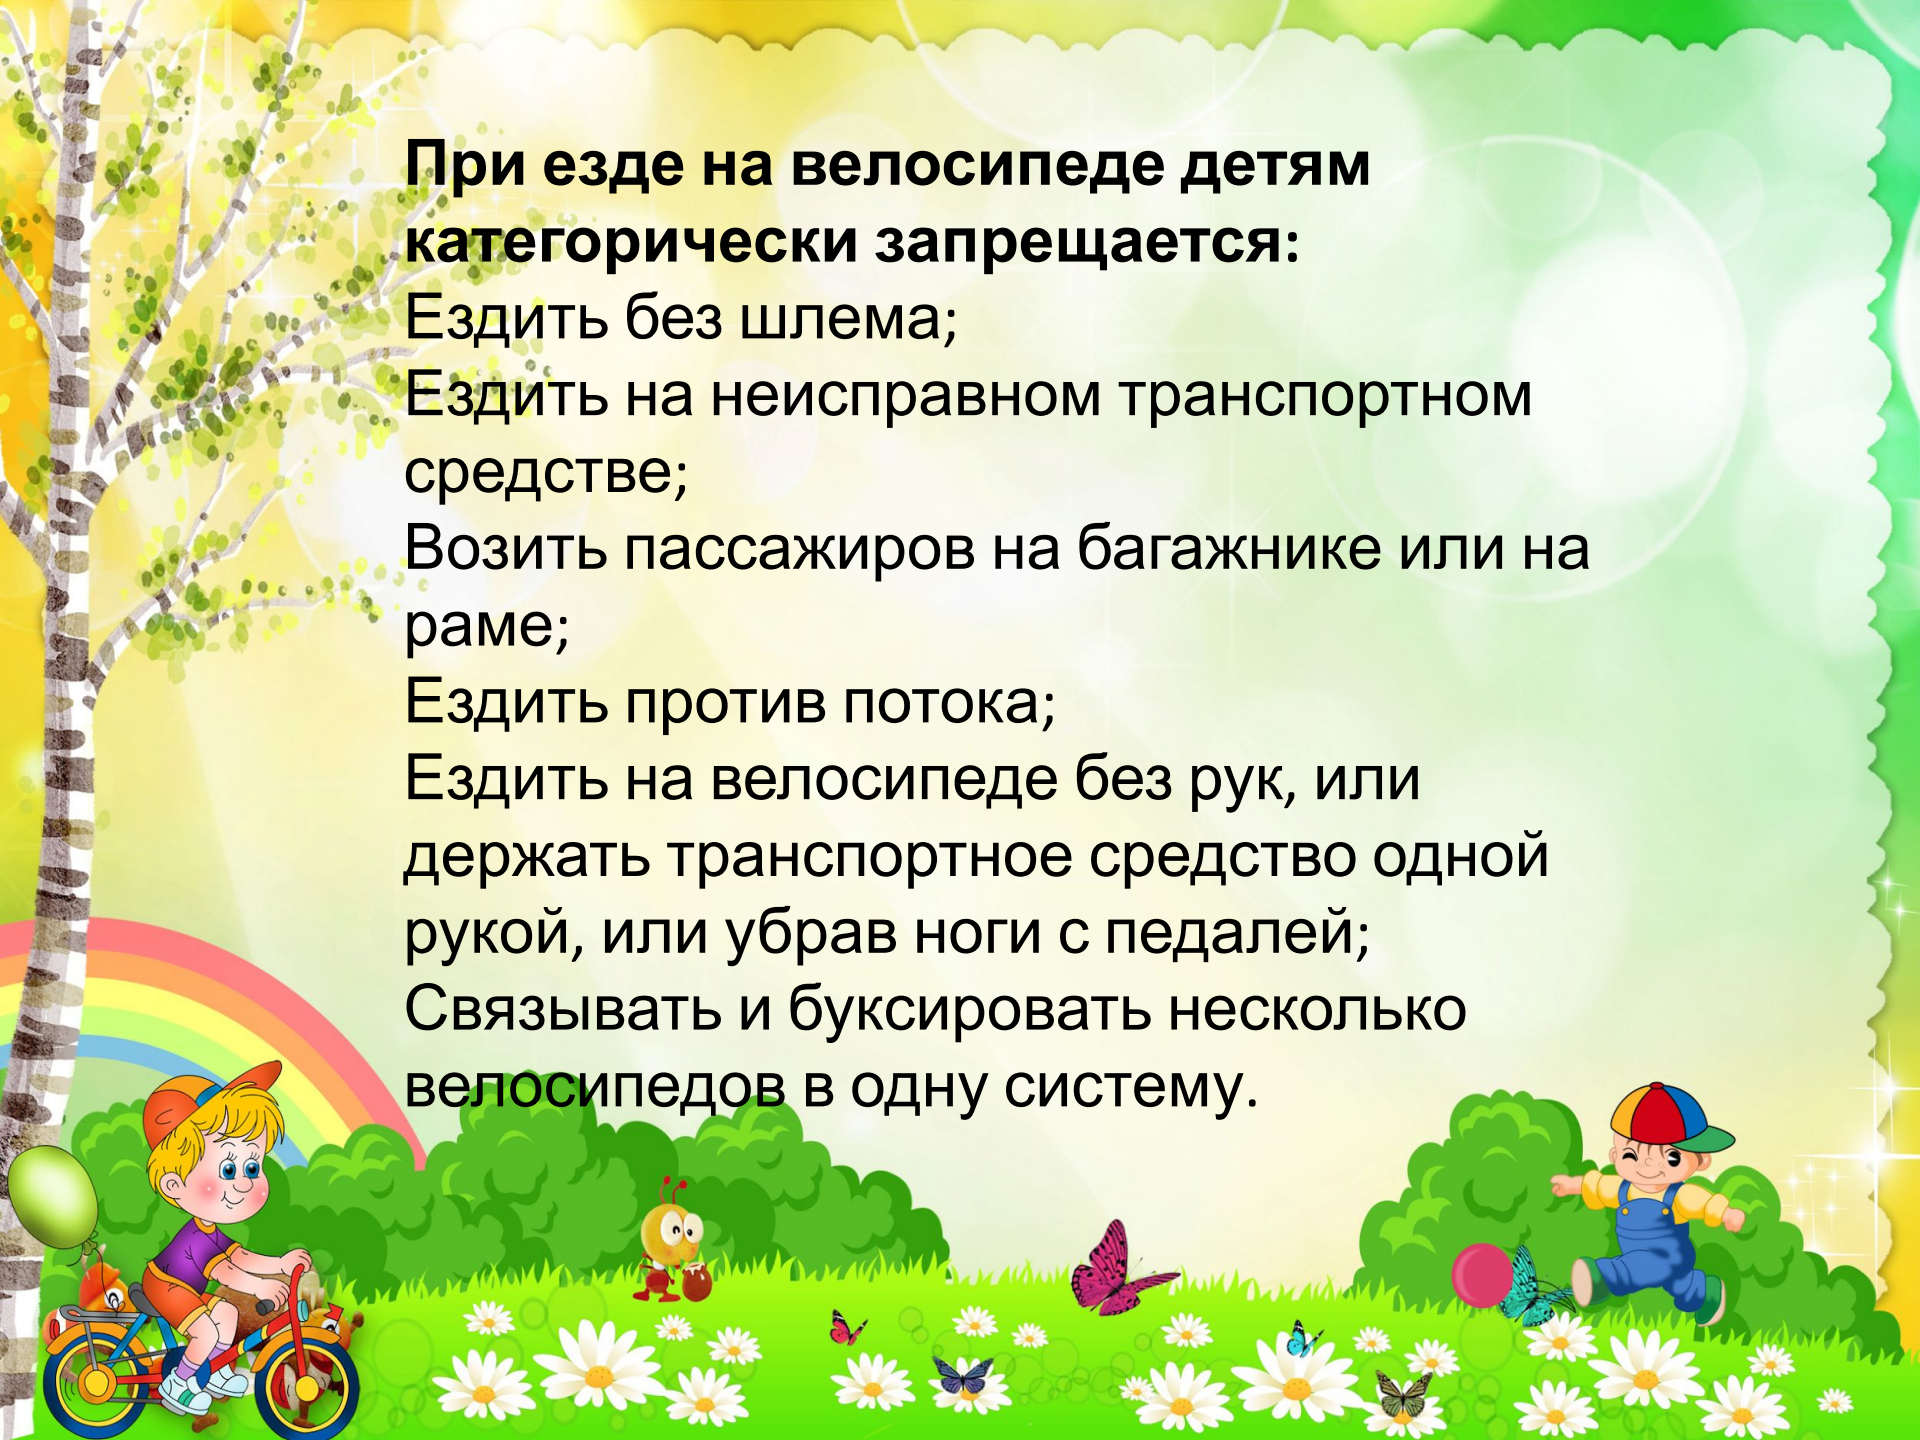 При езде на велосипеде детям
категорически запрещается:
Ездить без шлема;
Ездить на неисправном транспортном
средстве;
Возить пассажиров на багажнике или на
раме;
Ездить против потока;
Ездить на велосипеде без рук, или
держать транспортное средство одной
рукой, или убрав ноги с педалей;
Связывать и буксировать несколько
велосипедов в одну систему.